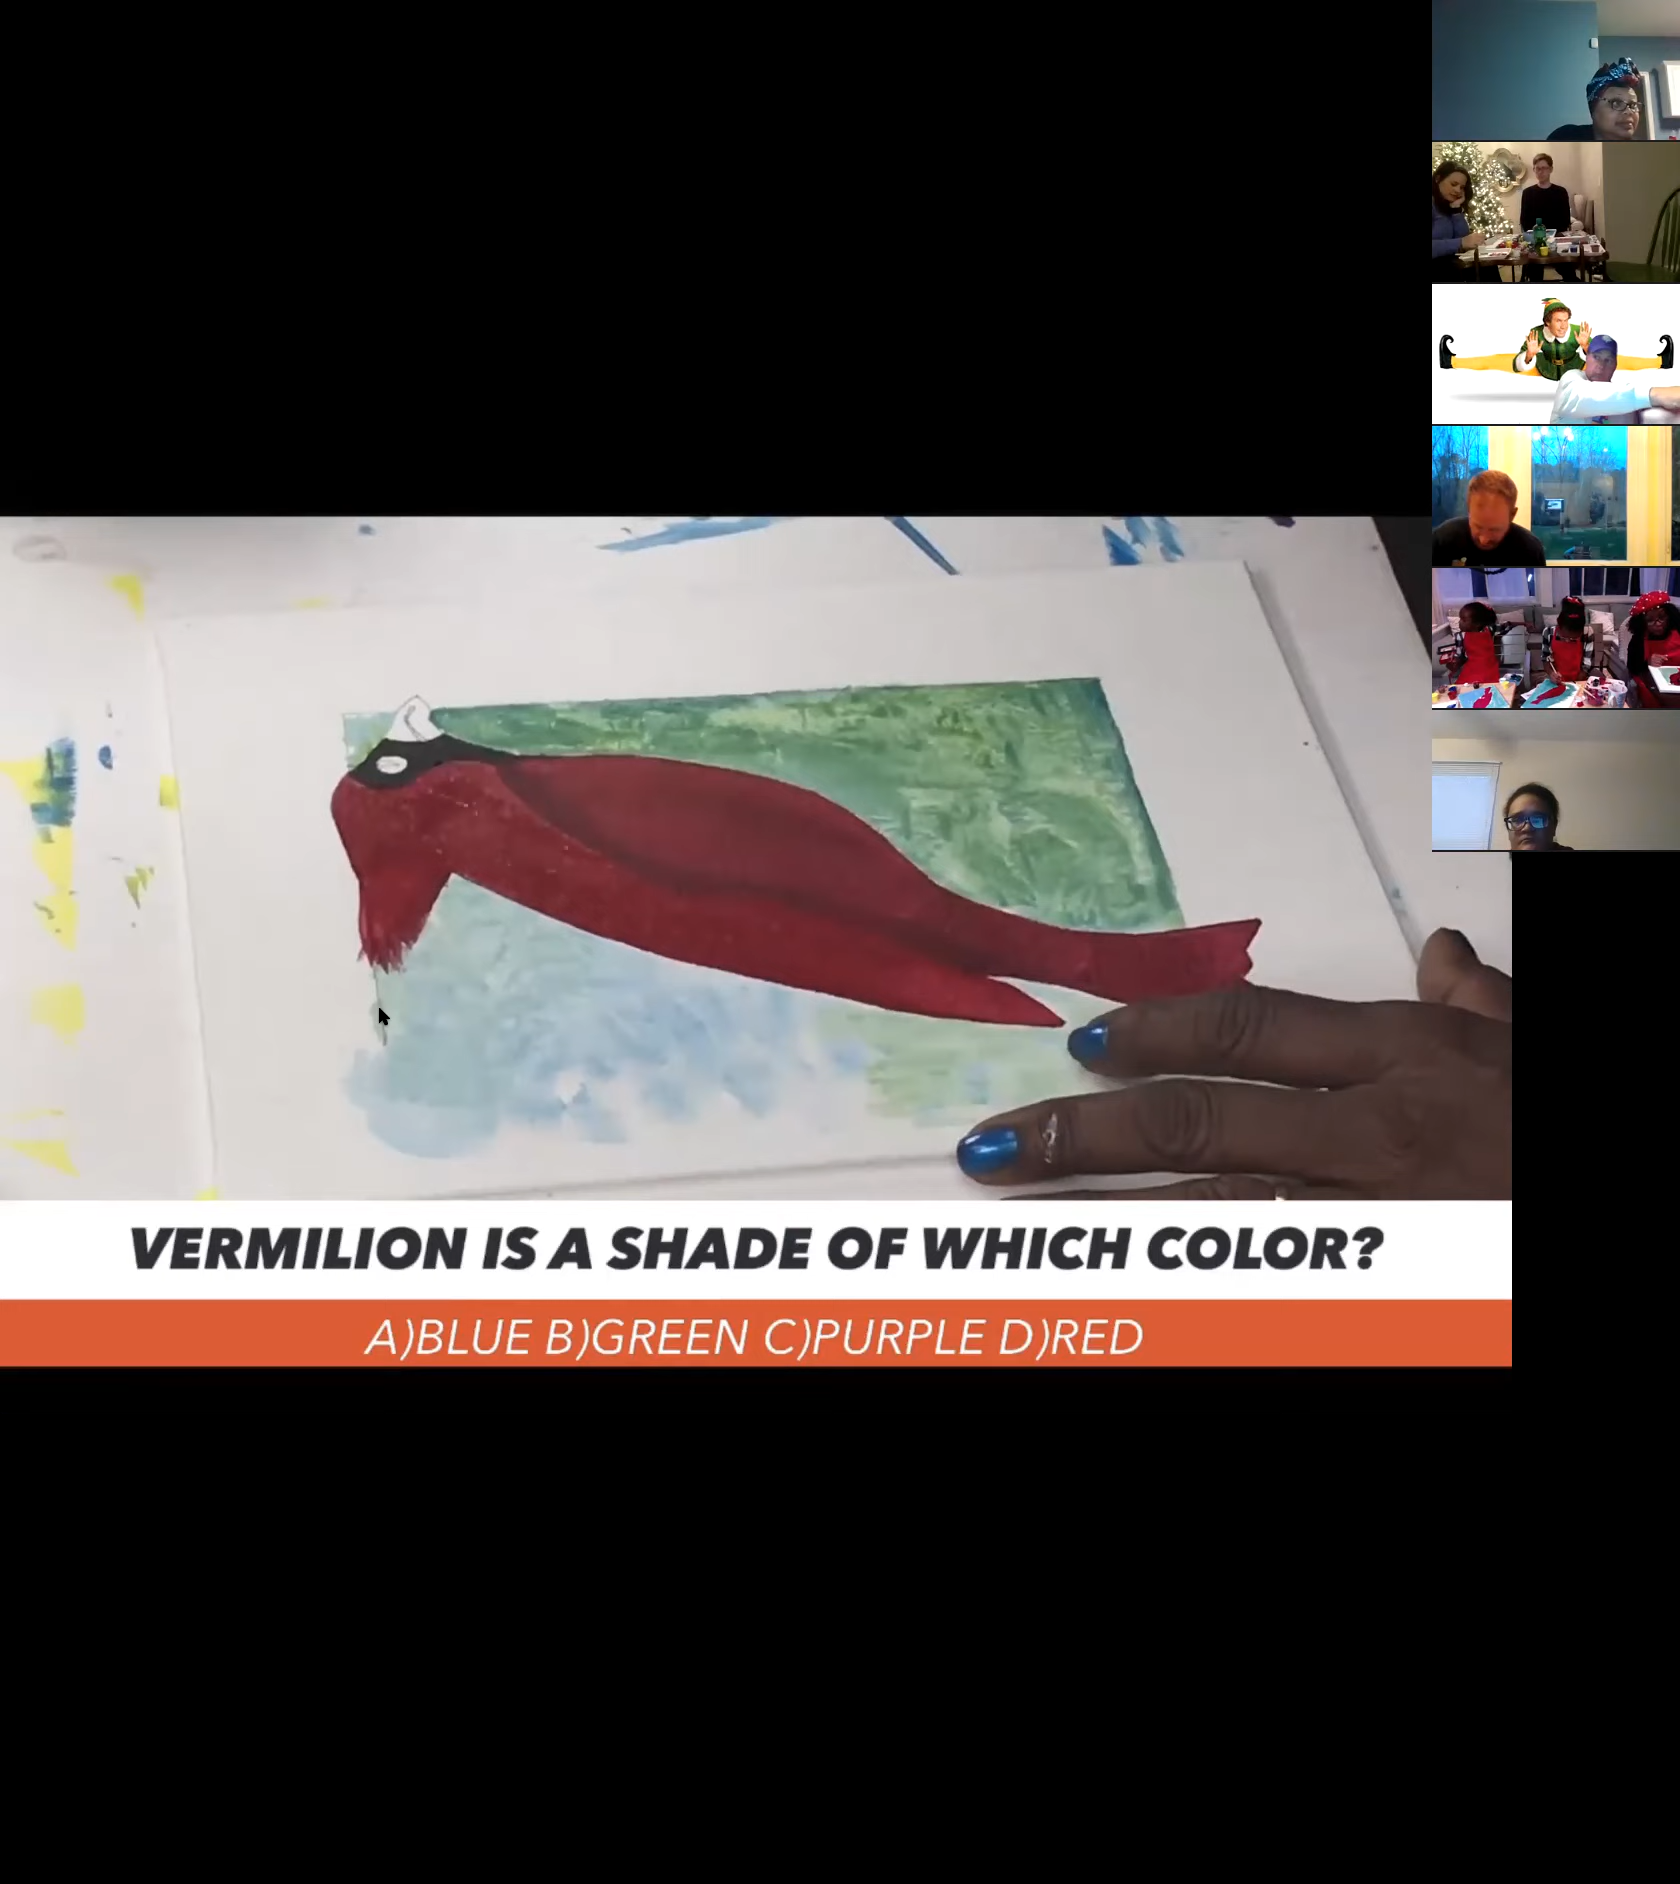 VERMILION IS A SHADE OF WHICH COLOR?
A)BLUE B)GREEN C)PURPLE D)RED